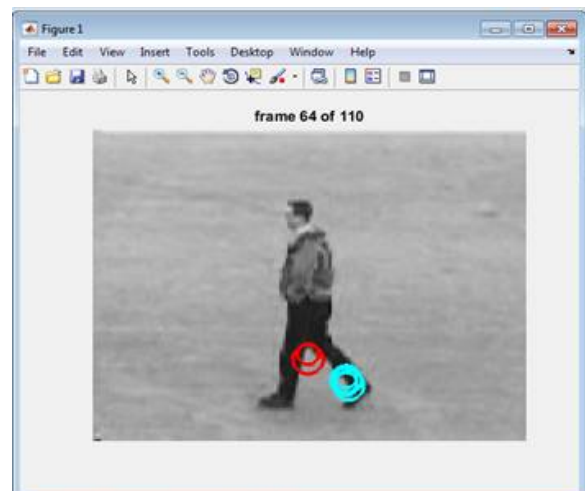 Figure 1
File Edit View Insert Tools Desktop Window Help
frame 64 of 110